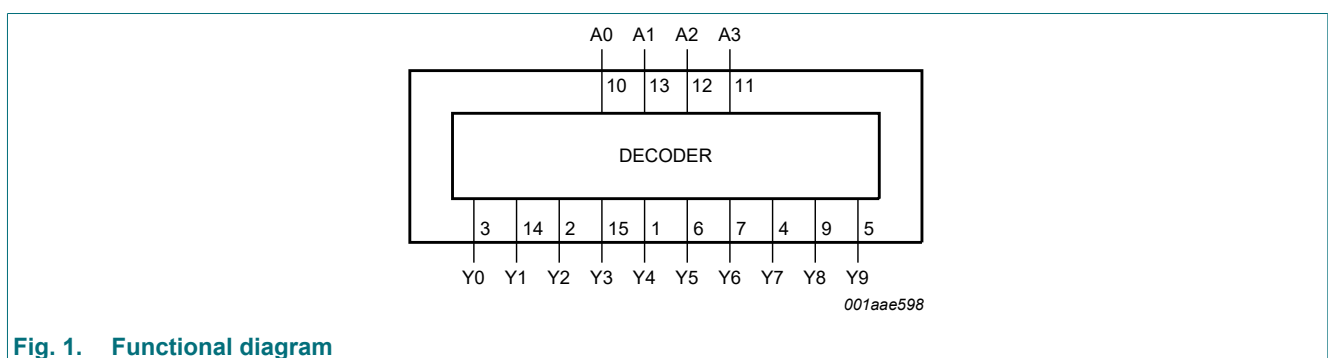 A0 A1 A2 A3
10 13 12 11
DECODER
3 14 2 15 1 6 7 4 9 5
Y0 Y1 Y2 Y3 Y4 Y5 Y6 Y7 Y8 Y9
001aae598
Fig. 1. Functional diagram